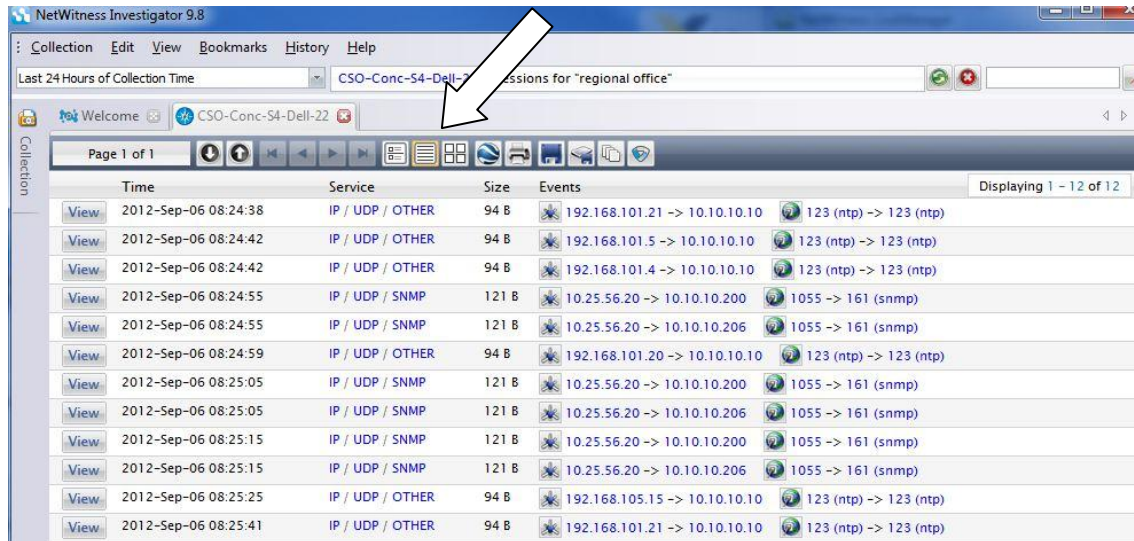 NetWitness Investigator 9.8
Collection Edit View Bookmarks History Help
Last 24 Hours of Collection Time CSO-Conc-S4-Dell-2 essions for "regional office"
Welcome CSO-Conc-S4-Dell-22
Collection
Page 1 of 1
Time Service Size Events Displaying 1 - 12 of 12
View 2012-Sep-06 08:24:38 IP / UDP / OTHER 94 B 192.168.101.21 -> 10.10.10.10 123 (ntp) -> 123 (ntp)
View 2012-Sep-06 08:24:42 IP / UDP / OTHER 94 B 192.168.101.5 -> 10.10.10.10 123 (ntp) -> 123 (ntp)
View 2012-Sep-06 08:24:42 IP / UDP / OTHER 94 B 192.168.101.4 -> 10.10.10.10 123 (ntp) -> 123 (ntp)
View 2012-Sep-06 08:24:55 IP / UDP / SNMP 121 B 10.25.56.20 -> 10.10.10.200 1055 -> 161 (snmp)
View 2012-Sep-06 08:24:55 IP / UDP / SNMP 121 B 10.25.56.20 -> 10.10.10.206 1055 -> 161 (snmp)
View 2012-Sep-06 08:24:59 IP / UDP / OTHER 94 B 192.168.101.20 -> 10.10.10.10 123 (ntp) -> 123 (ntp)
View 2012-Sep-06 08:25:05 IP / UDP / SNMP 121 B 10.25.56.20 -> 10.10.10.200 1055 -> 161 (snmp)
View 2012-Sep-06 08:25:05 IP / UDP / SNMP 121 B 10.25.56.20 -> 10.10.10.206 1055 -> 161 (snmp)
View 2012-Sep-06 08:25:15 IP / UDP / SNMP 121 B 10.25.56.20 -> 10.10.10.200 1055 -> 161 (snmp)
View 2012-Sep-06 08:25:15 IP / UDP / SNMP 121 B 10.25.56.20 -> 10.10.10.206 1055 -> 161 (snmp)
View 2012-Sep-06 08:25:25 IP / UDP / OTHER 94 B 192.168.105.15 -> 10.10.10.10 123 (ntp) -> 123 (ntp)
View 2012-Sep-06 08:25:41 IP / UDP / OTHER 94 B 192.168.101.21 -> 10.10.10.10 123 (ntp) -> 123 (ntp)